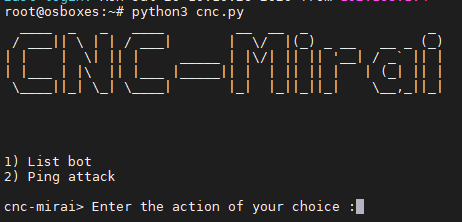 root@osboxes:~# python3 cnc.py
CNC-Mirai
1) List bot
2) Ping attack
cnc-mirai> Enter the action of your choice :